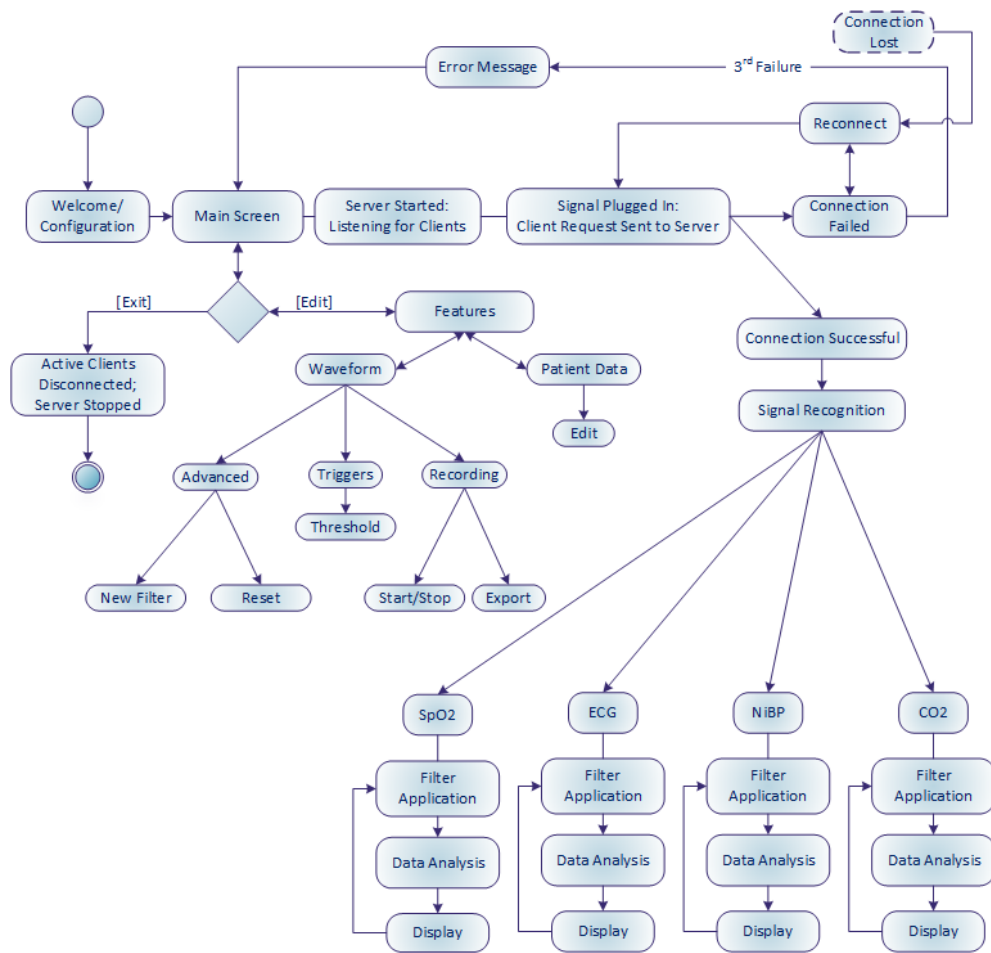 Connection
Lost
Error Message
3rd Failure
Reconnect
Welcome/
Configuration
Main Screen
Server Started:
Listening for Clients
Signal Plugged In:
Client Request Sent to Server
Connection
Failed
[Exit]
[Edit]
Features
Active Clients
Disconnected;
Server Stopped
Waveform
Patient Data
Connection Successful
Edit
Signal Recognition
Advanced
Triggers
Recording
Threshold
New Filter
Reset
Start/Stop
Export
SpO2
ECG
NiBP
CO2
Filter
Application
Filter
Application
Filter
Application
Filter
Application
Data Analysis
Data Analysis
Data Analysis
Data Analysis
Display
Display
Display
Display